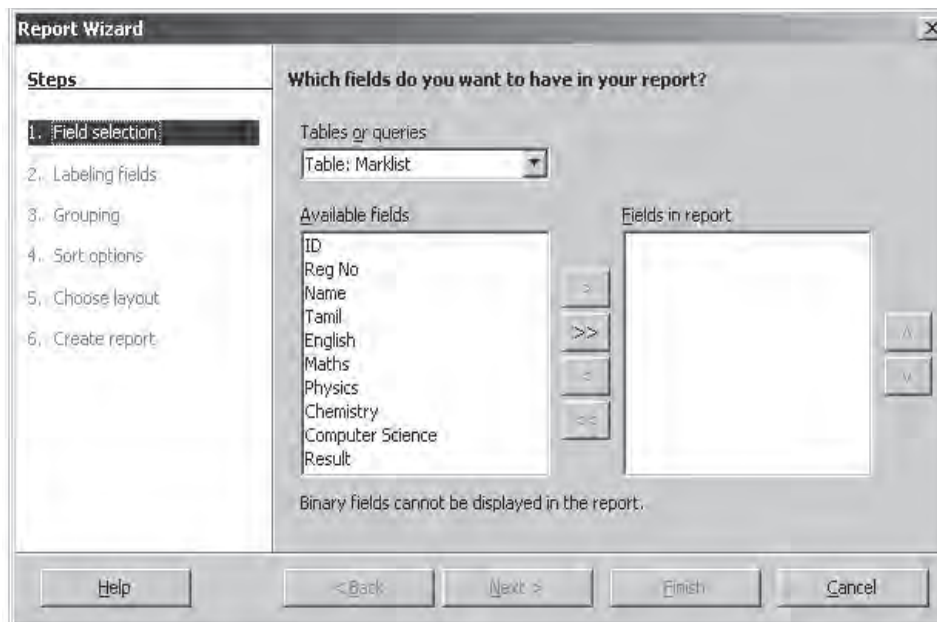 Report Wizard
Steps
1. Field selection
2. Labeling fields
3. Grouping
4. Sort options
5. Choose layout
6. Create report
Which fields do you want to have in your report?
Tables or queries
Table: Marklist
Available fields
ID
Reg No
Name
Tamil
English
Maths
Physics
Chemistry
Computer Science
Result
>
>>
<
<<
Fields in report
Binary fields cannot be displayed in the report.
Help
< Back
Next >
Finish
Cancel